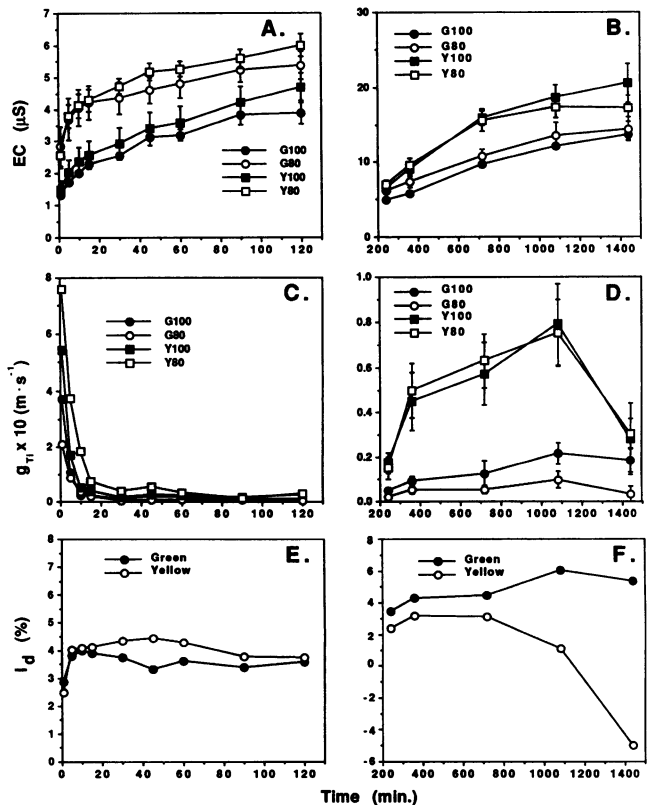 A.
7
6
5
4
3
2
1
0
EC (μS)
G100
G80
Y100
Y80
0 20 40 60 80 100 120
B.
30
20
10
0
G100
G80
Y100
Y80
200 400 600 800 1000 1200 1400
C.
8
6
4
2
0
g_Tl x 10 (m · s⁻¹)
G100
G80
Y100
Y80
0 20 40 60 80 100 120
D.
1.0
0.8
0.6
0.4
0.2
0.0
G100
G80
Y100
Y80
200 400 600 800 1000 1200 1400
E.
8
7
6
5
4
3
2
1
0
I_d (%)
Green
Yellow
0 20 40 60 80 100 120
F.
8
6
4
2
0
-2
-4
-6
Green
Yellow
200 400 600 800 1000 1200 1400
Time (min.)